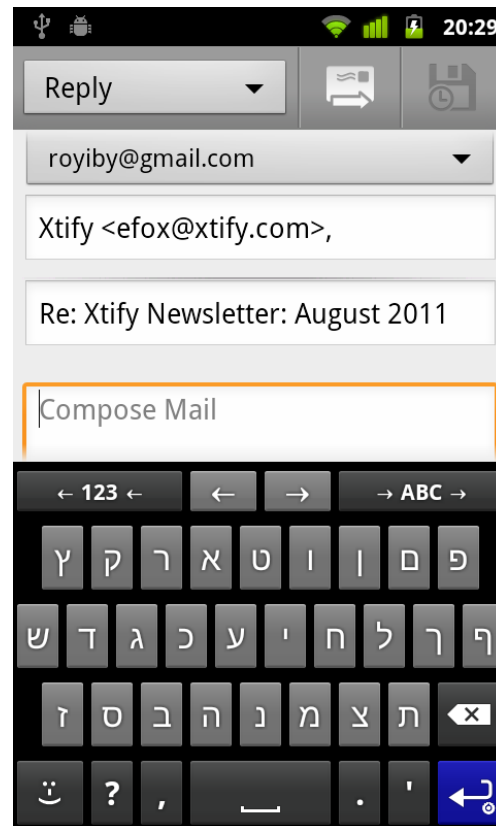 20:29
Reply
royiby@gmail.com
Xtify <efox@xtify.com>,
Re: Xtify Newsletter: August 2011
Compose Mail
← 123 ← ← → → ABC →
ץ ק ר א ט ו ן ם פ
ש ד ג כ ע י ח ל ך ף
ז ס ב ה נ מ צ ת
? , . '